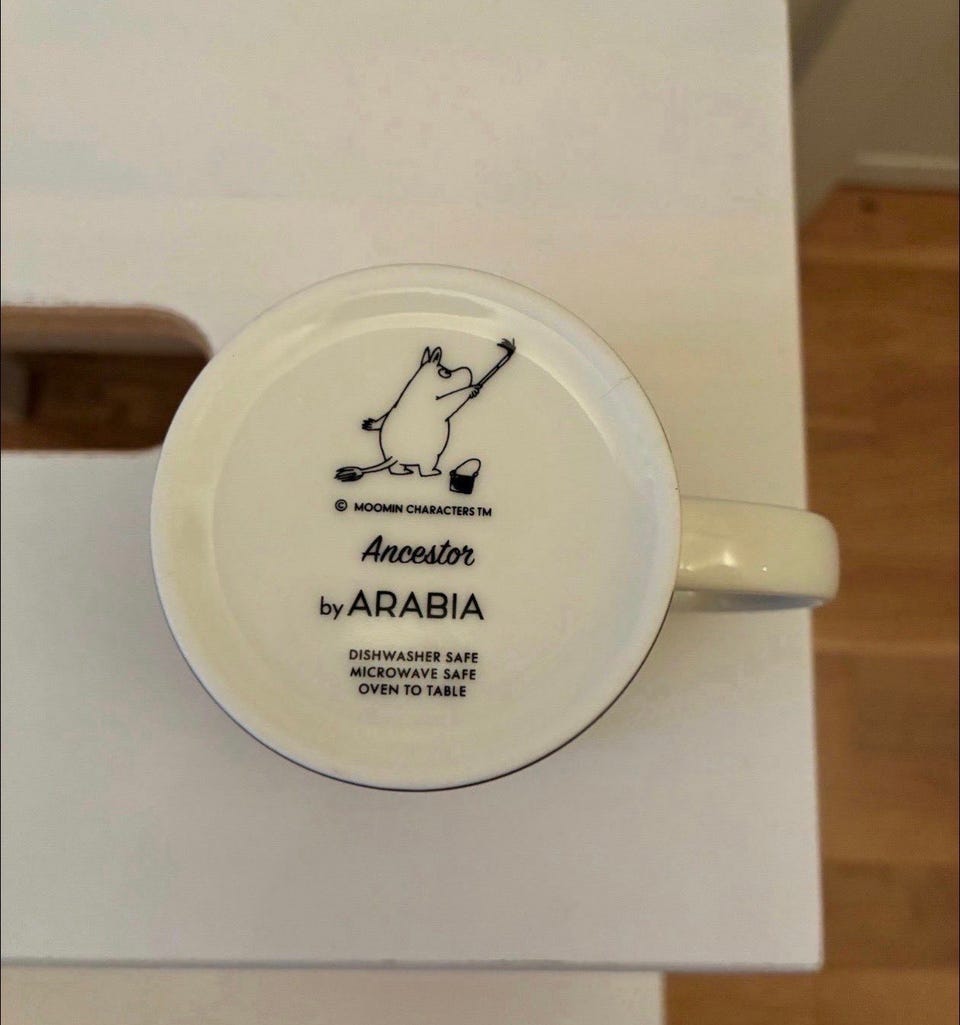 © MOOMIN CHARACTERS TM
Ancestor
by ARABIA
DISHWASHER SAFE
MICROWAVE SAFE
OVEN TO TABLE